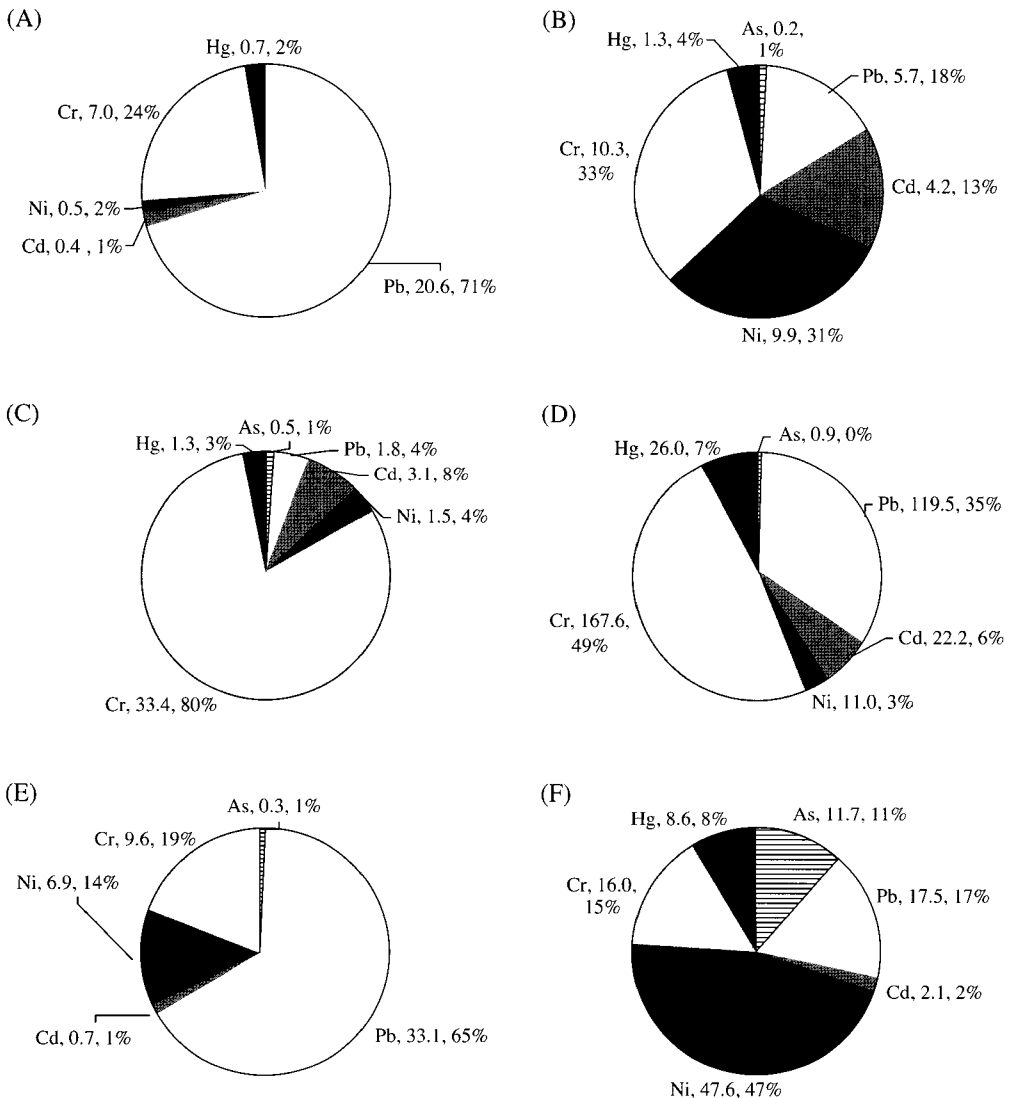 (A)
Hg, 0.7, 2%
Cr, 7.0, 24%
Ni, 0.5, 2%
Cd, 0.4 , 1%
Pb, 20.6, 71%
(B)
As, 0.2,
1%
Hg, 1.3, 4%
Pb, 5.7, 18%
Cr, 10.3,
33%
Cd, 4.2, 13%
Ni, 9.9, 31%
(C)
As, 0.5, 1%
Hg, 1.3, 3%
Pb, 1.8, 4%
Cd, 3.1, 8%
Ni, 1.5, 4%
Cr, 33.4, 80%
(D)
As, 0.9, 0%
Hg, 26.0, 7%
Pb, 119.5, 35%
Cr, 167.6,
49%
Cd, 22.2, 6%
Ni, 11.0, 3%
(E)
As, 0.3, 1%
Cr, 9.6, 19%
Ni, 6.9, 14%
Cd, 0.7, 1%
Pb, 33.1, 65%
(F)
As, 11.7, 11%
Hg, 8.6, 8%
Cr, 16.0,
15%
Pb, 17.5, 17%
Cd, 2.1, 2%
Ni, 47.6, 47%